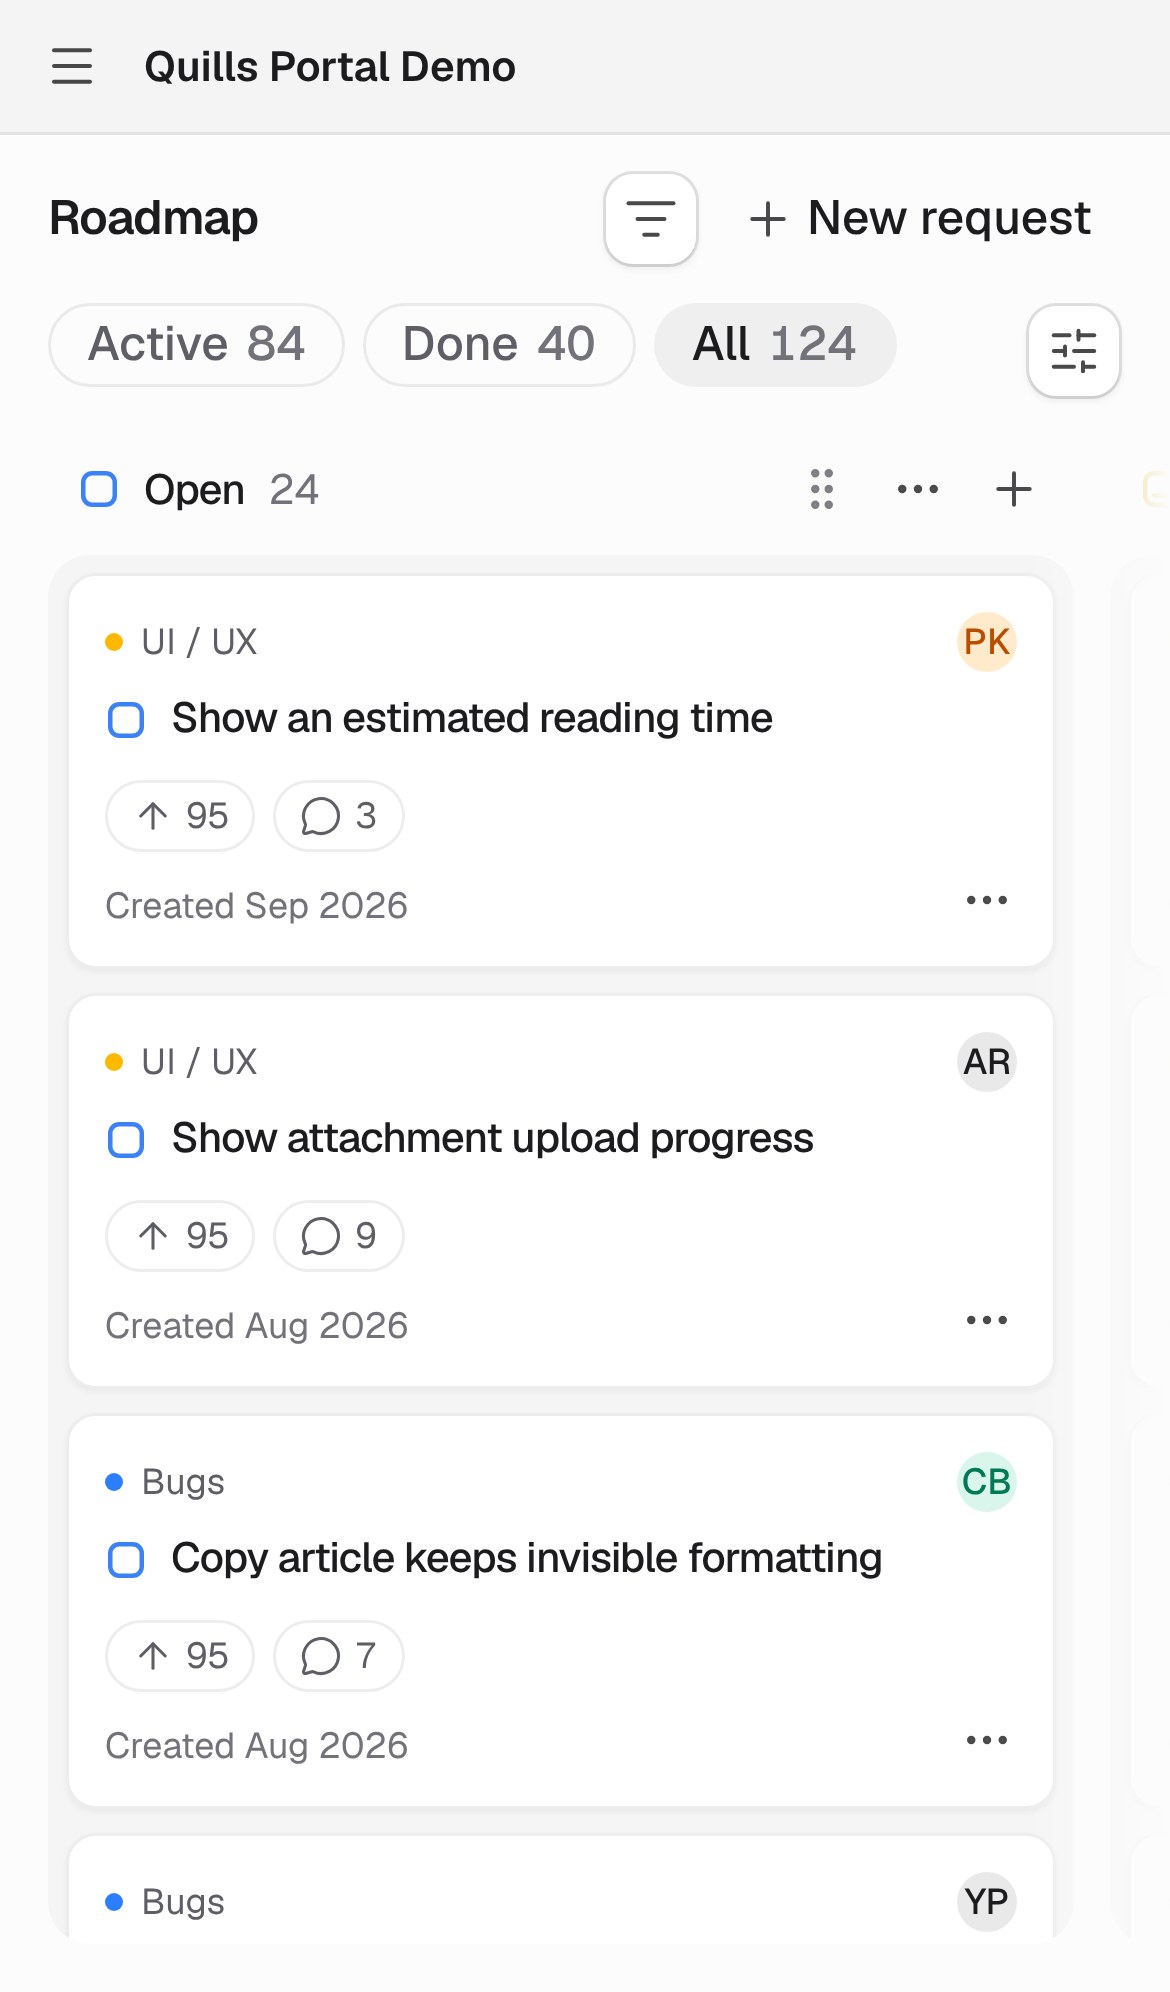 Quills Portal Demo
Roadmap
New request
Active 84
Done 40
All 124
Open 24
UI / UX
PK
Show an estimated reading time
95
3
Created Sep 2026
UI / UX
AR
Show attachment upload progress
95
9
Created Aug 2026
Bugs
CB
Copy article keeps invisible formatting
95
7
Created Aug 2026
Bugs
YP